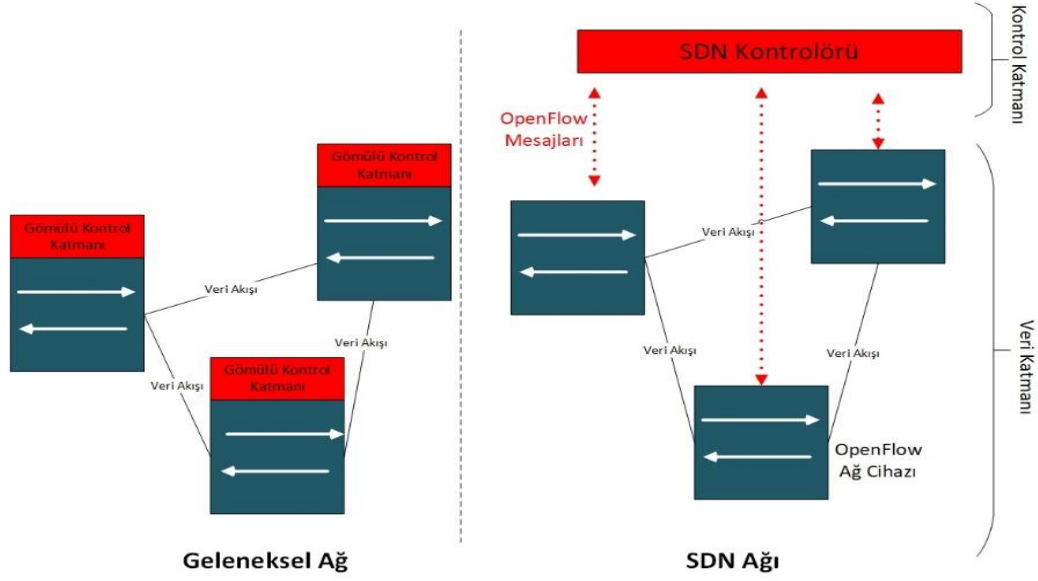 Gömülü Kontrol
Katmanı
Gömülü Kontrol
Katmanı
Veri Akışı
Veri Akışı
Veri Akışı
Gömülü Kontrol
Katmanı
Geleneksel Ağ
SDN Kontrolörü
OpenFlow
Mesajları
Veri Akışı
Veri Akışı
Veri Akışı
OpenFlow
Ağ Cihazı
SDN Ağı
Kontrol Katmanı
Veri Katmanı